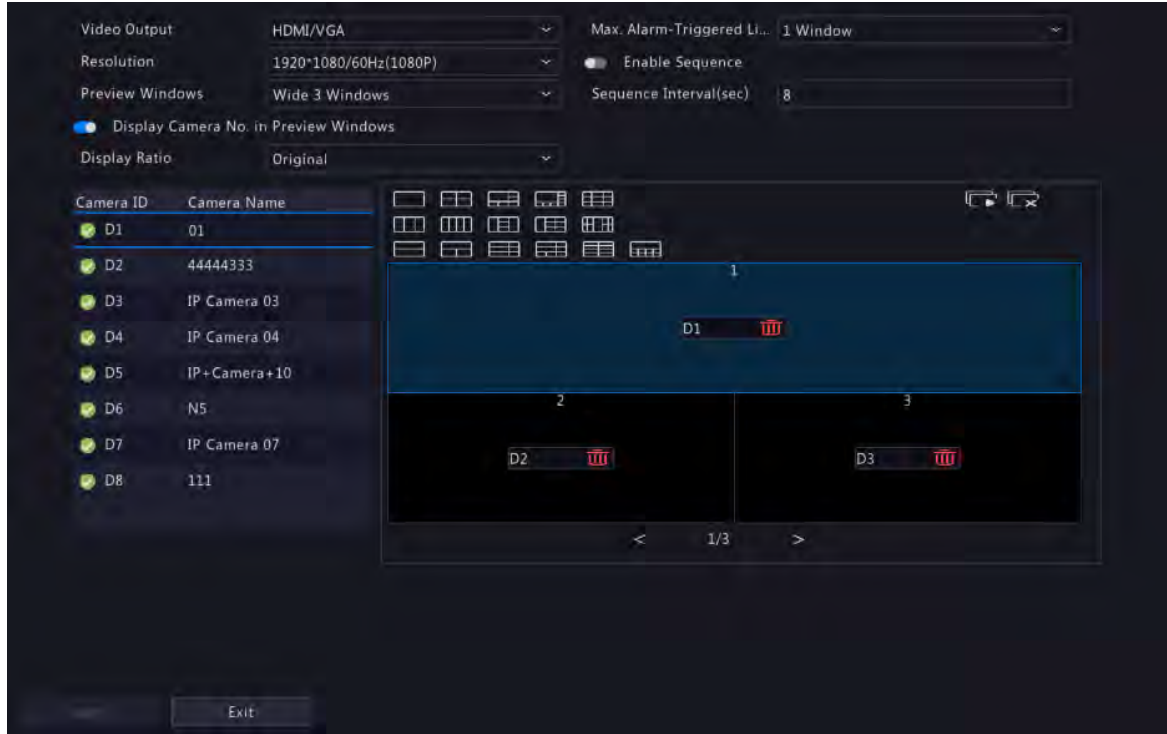 Video Output HDMI/VGA Max. Alarm-Triggered Li... 1 Window
Resolution 1920*1080/60Hz(1080P) Enable Sequence
Preview Windows Wide 3 Windows Sequence Interval(sec) 8
Display Camera No. in Preview Windows
Display Ratio Original
Camera ID Camera Name
D1 01
D2 44444333
D3 IP Camera 03
D4 IP Camera 04
D5 IP+Camera+10
D6 N5
D7 IP Camera 07
D8 111
1
D1
2 3
D2 D3
< 1/3 >
Exit